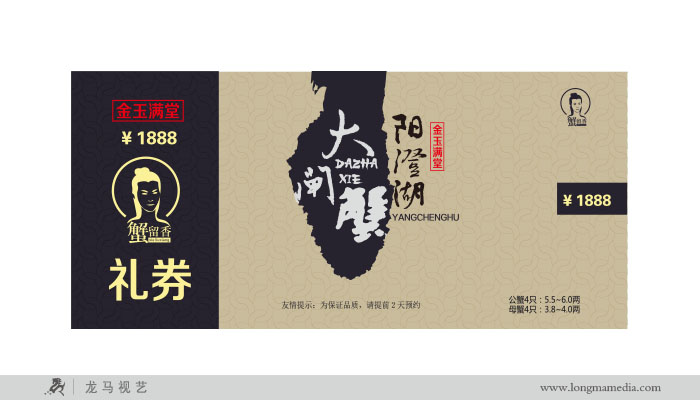 金玉满堂
¥ 1888
蟹留香
礼券
大闸蟹
DAZHA
XIE
阳澄湖
YANGCHENGHU
金玉满堂
友情提示：为保证品质，请提前2天预约
蟹留香
¥ 1888
公蟹4只：5.5~6.0两
母蟹4只：3.8~4.0两
龙马视艺
www.longmamedia.com